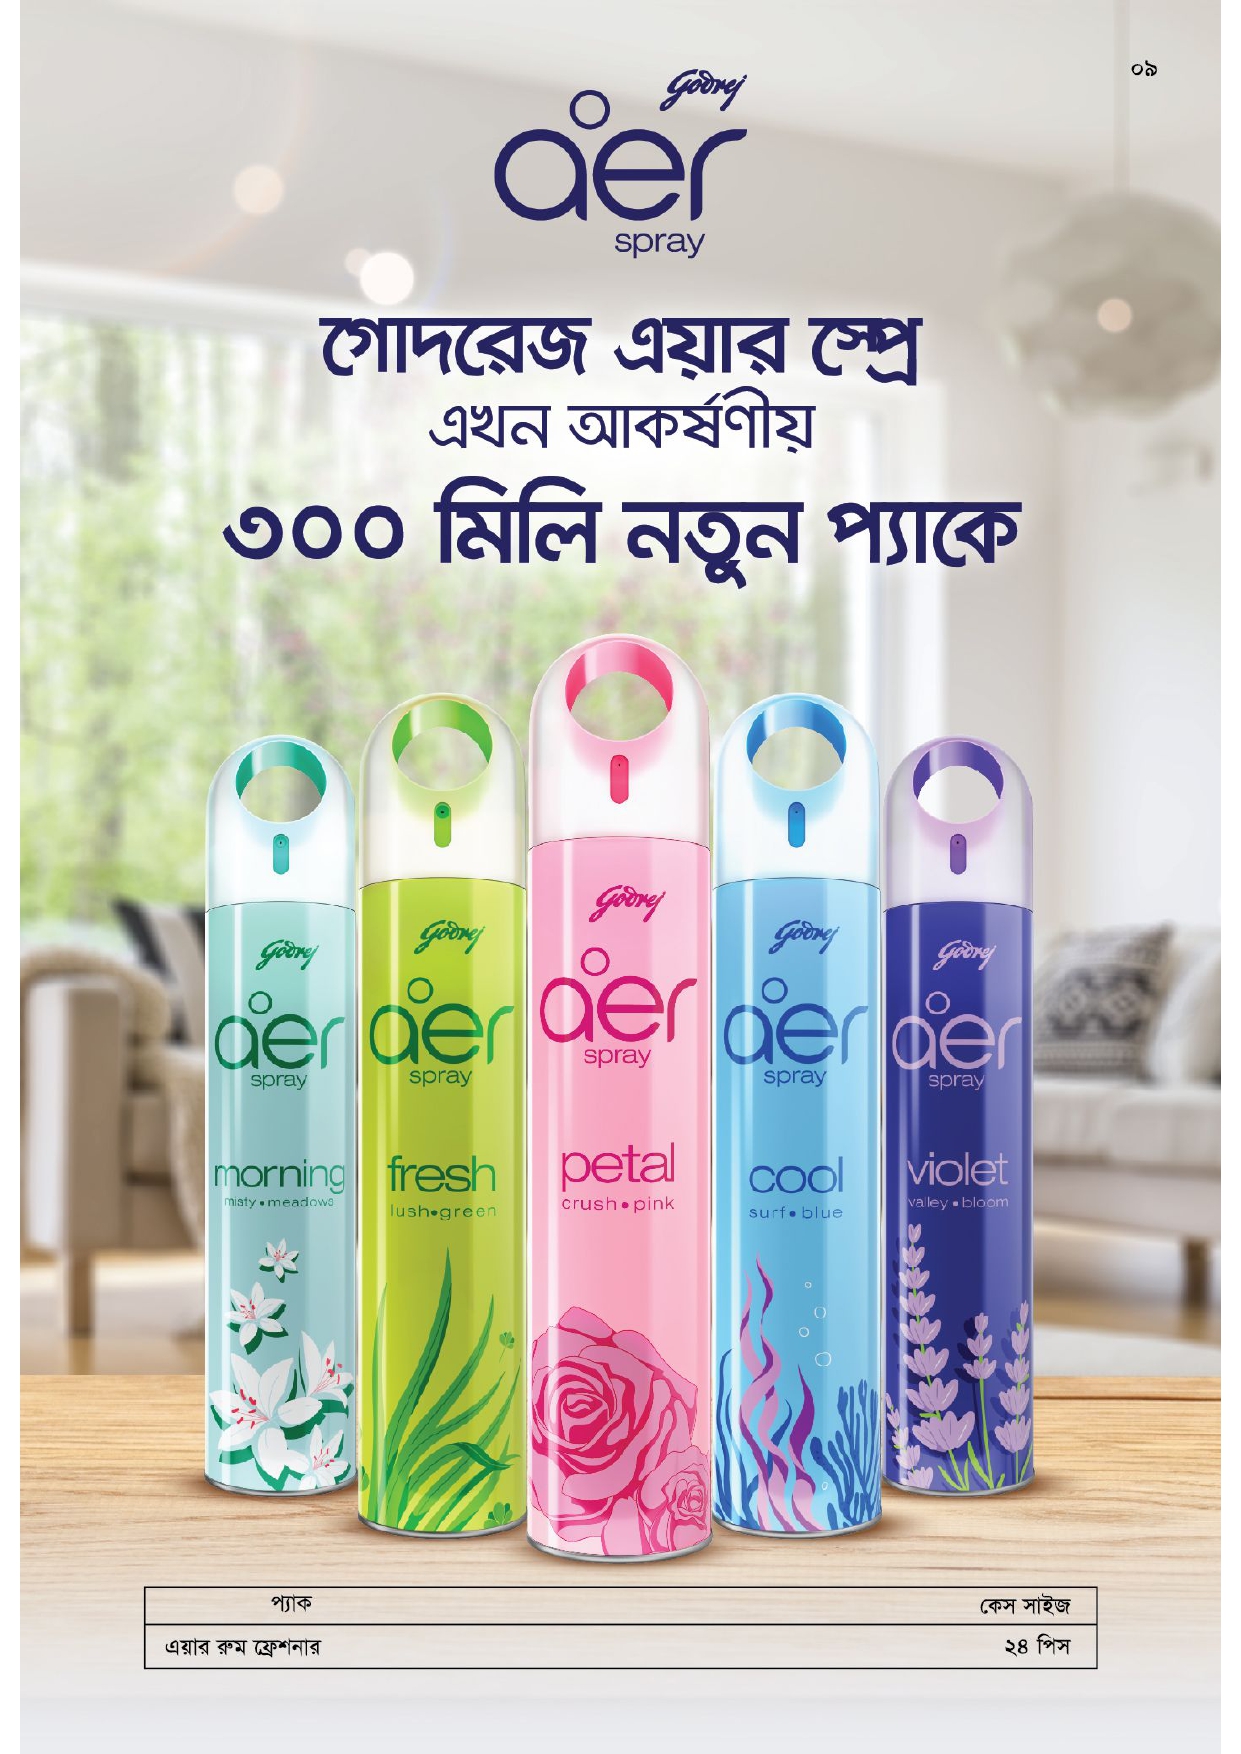 ০৯
Godrej
aer
spray
গোদরেজ এয়ার স্প্রে
এখন আকর্ষণীয়
৩০০ মিলি নতুন প্যাকে
Godrej
aer
spray
morning
misty • meadows
Godrej
aer
spray
fresh
lush • green
Godrej
aer
spray
petal
crush • pink
Godrej
aer
spray
cool
surf • blue
Godrej
aer
spray
violet
valley • bloom
প্যাক কেস সাইজ
এয়ার রুম ফ্রেশনার ২৪ পিস